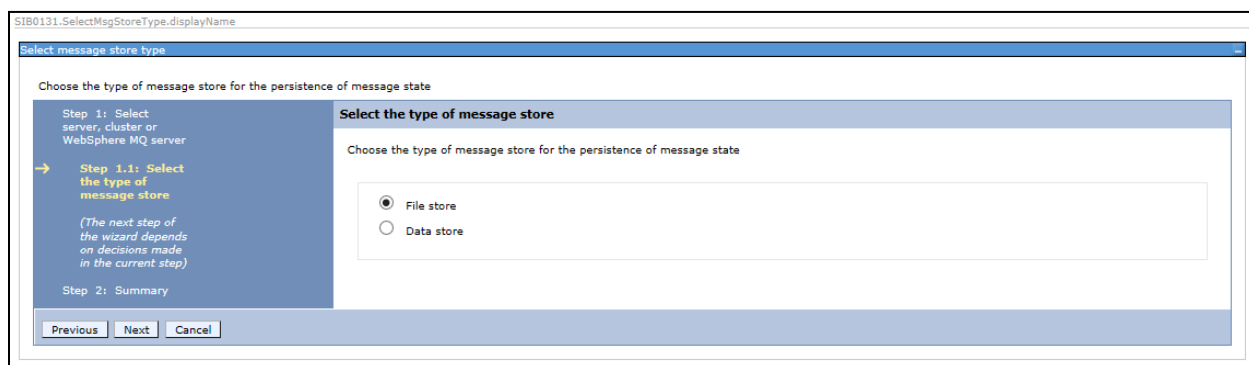 SIB0131.SelectMsgStoreType.displayName
Select message store type
Choose the type of message store for the persistence of message state
Step 1: Select
server, cluster or
WebSphere MQ server
Step 1.1: Select
the type of
message store
(The next step of
the wizard depends
on decisions made
in the current step)
Step 2: Summary
Select the type of message store
Choose the type of message store for the persistence of message state
File store
Data store
Previous Next Cancel